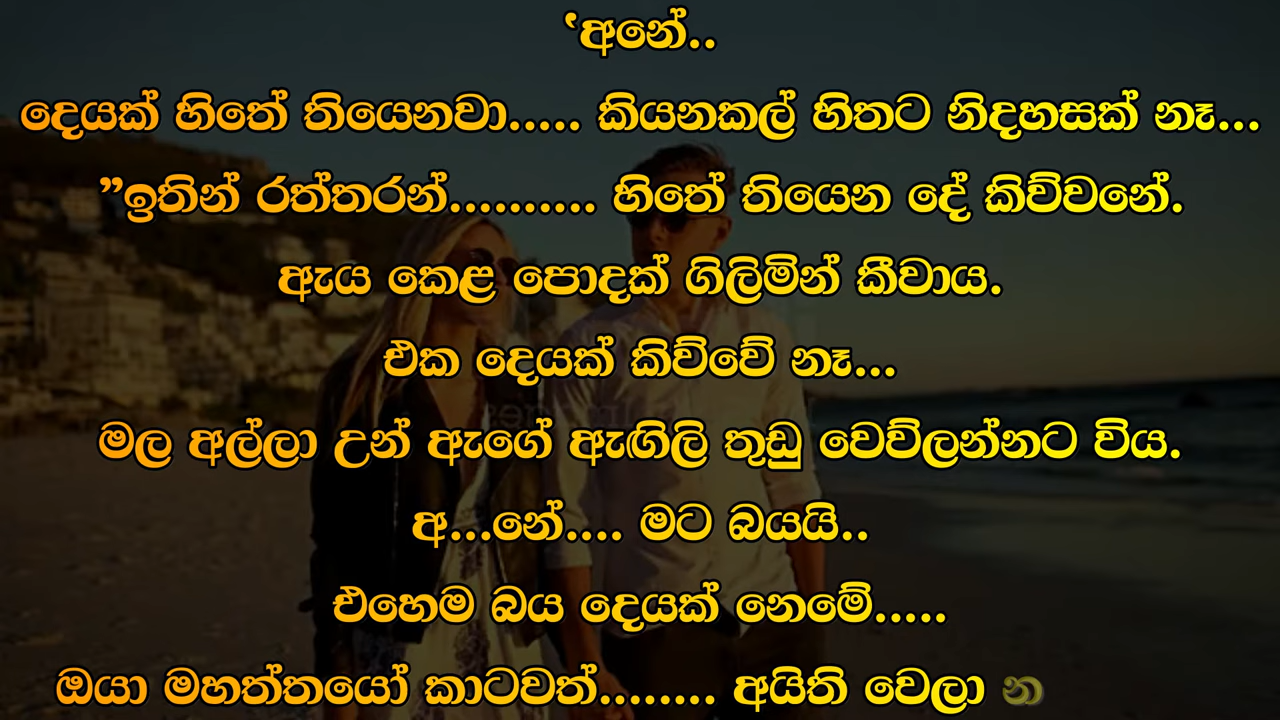 ‛අනේ..
දෙයක් හිතේ තියෙනවා..... කියනකල් හිතට නිදහසක් නෑ...
”ඉතින් රත්තරන්.......... හිතේ තියෙන දේ කිව්වනේ.
ඇය කෙළ පොදක් ගිලිමින් කීවාය.
එක දෙයක් කිව්වේ නෑ...
මල අල්ලා උන් ඇගේ ඇඟිලි තුඩු වෙව්ලන්නට විය.
අ...නේ.... මට බයයි..
එහෙම බය දෙයක් නෙමේ.....
ඔයා මහත්තයෝ කාටවත්........ අයිති වෙලා න